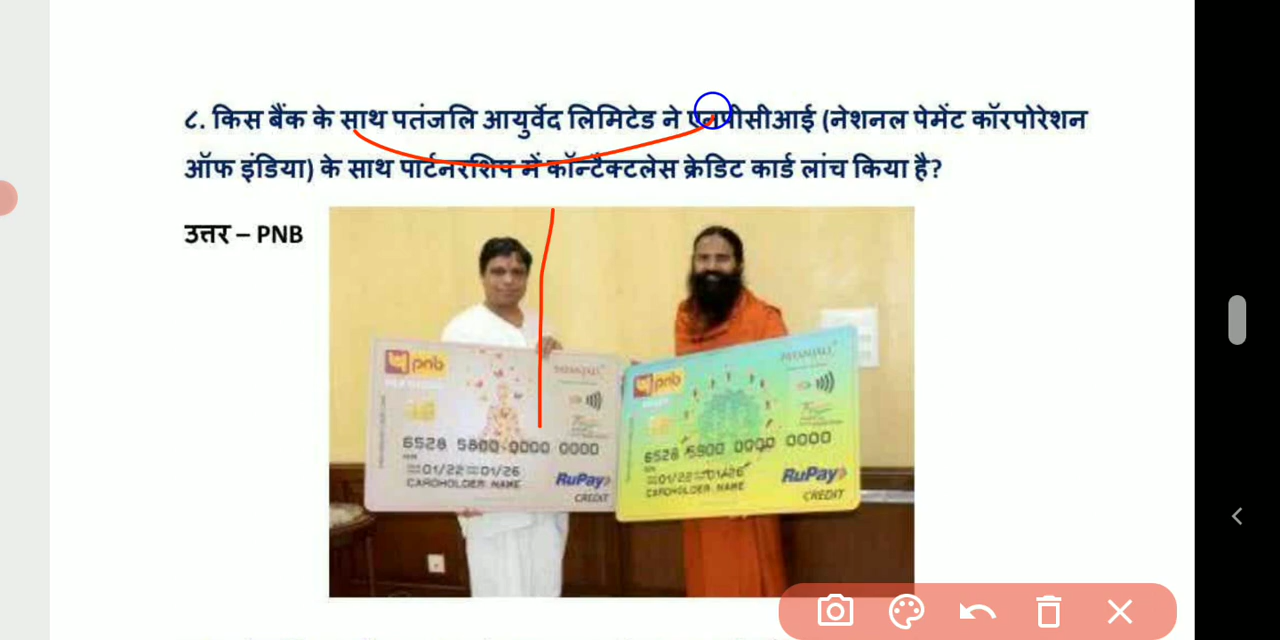 ८. किस बैंक के साथ पतंजलि आयुर्वेद लिमिटेड ने एनपीसीआई (नेशनल पेमेंट कॉरपोरेशन
ऑफ इंडिया) के साथ पार्टनरशिप में कॉन्टैक्टलेस क्रेडिट कार्ड लांच किया है?
उत्तर – PNB
pnb
PATANJALI
6528 5800 0000 0000
01/22 01/26
CARDHOLDER NAME
RuPay
CREDIT
pnb
PATANJALI
6528 5900 0000 0000
01/22 01/26
CARDHOLDER NAME
RuPay
CREDIT